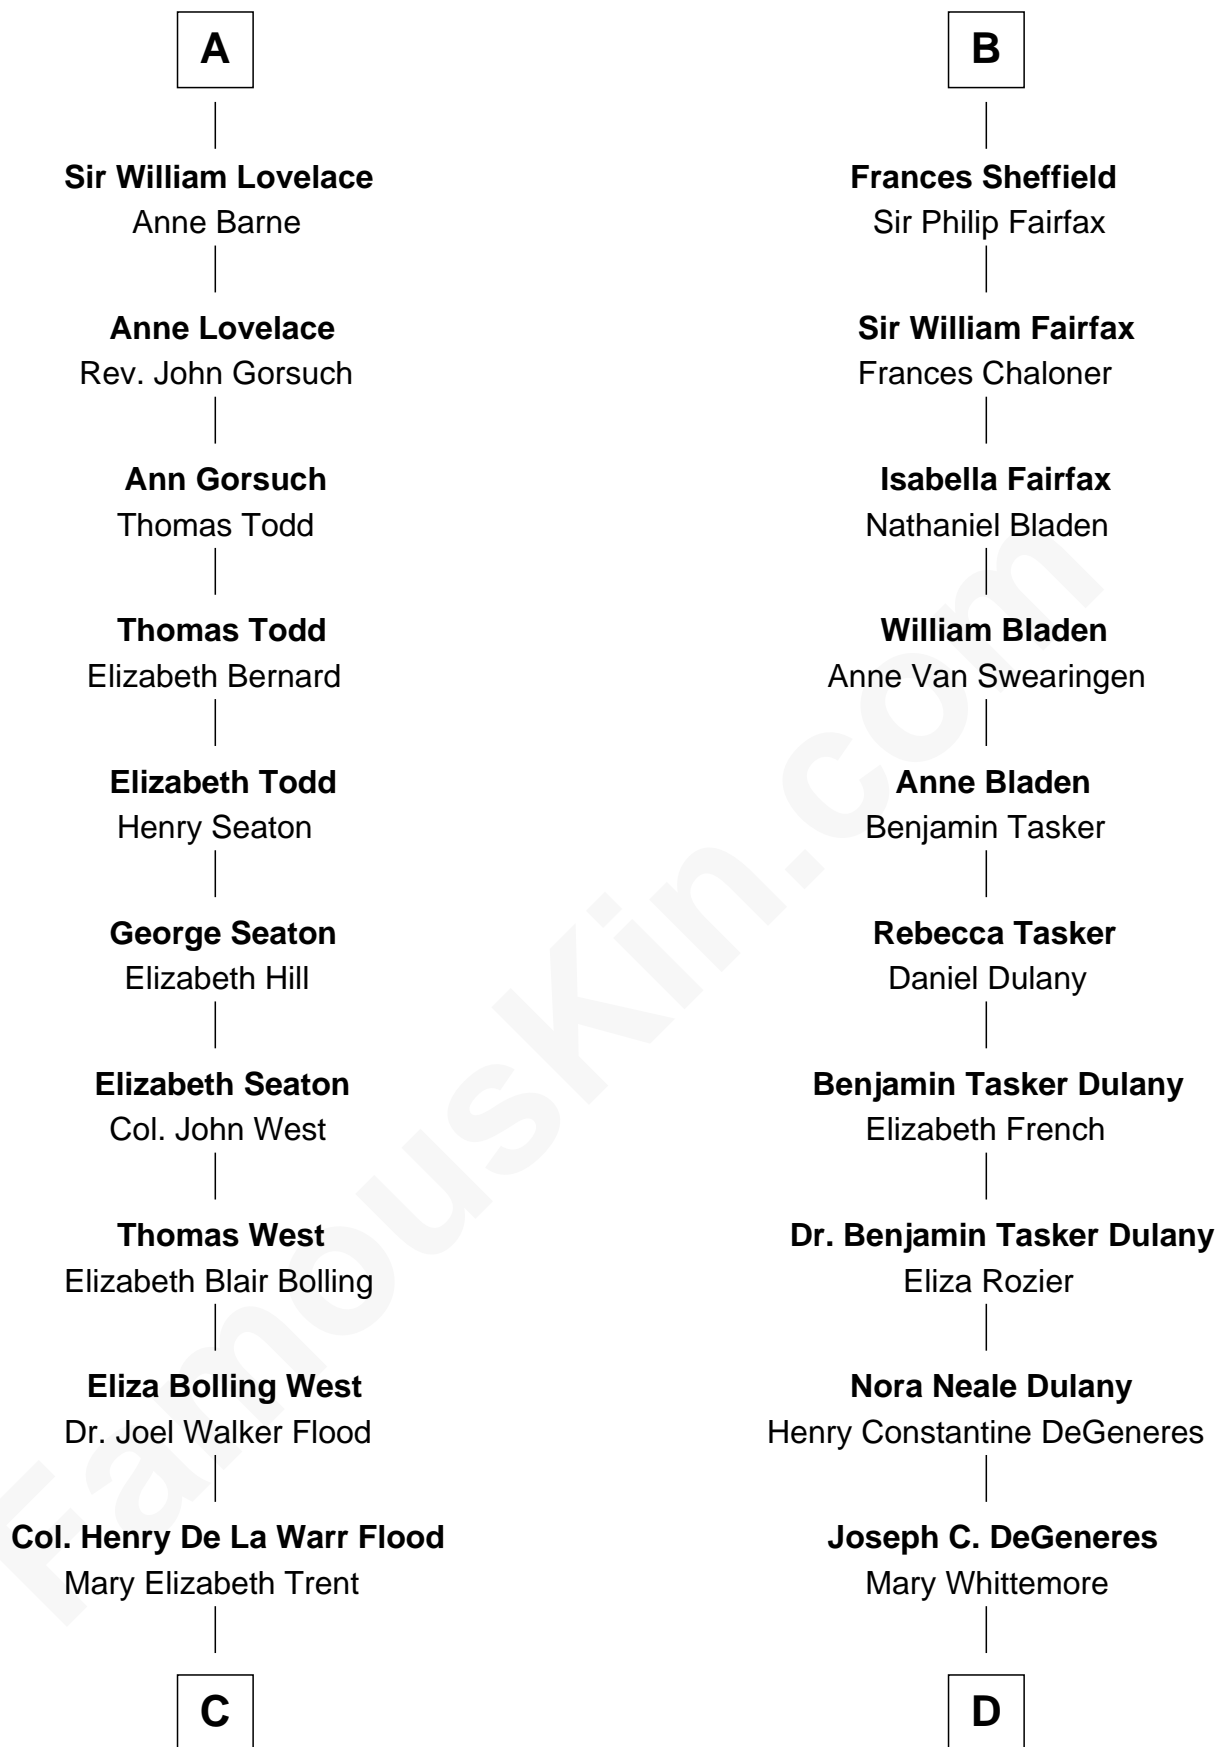 A
Sir William Lovelace
Anne Barne
Anne Lovelace
Rev. John Gorsuch
Ann Gorsuch
Thomas Todd
Thomas Todd
Elizabeth Bernard
Elizabeth Todd
Henry Seaton
George Seaton
Elizabeth Hill
Elizabeth Seaton
Col. John West
Thomas West
Elizabeth Blair Bolling
Eliza Bolling West
Dr. Joel Walker Flood
Col. Henry De La Warr Flood
Mary Elizabeth Trent
C
B
Frances Sheffield
Sir Philip Fairfax
Sir William Fairfax
Frances Chaloner
Isabella Fairfax
Nathaniel Bladen
William Bladen
Anne Van Swearingen
Anne Bladen
Benjamin Tasker
Rebecca Tasker
Daniel Dulany
Benjamin Tasker Dulany
Elizabeth French
Dr. Benjamin Tasker Dulany
Eliza Rozier
Nora Neale Dulany
Henry Constantine DeGeneres
Joseph C. DeGeneres
Mary Whittemore
D
FamousKin.com